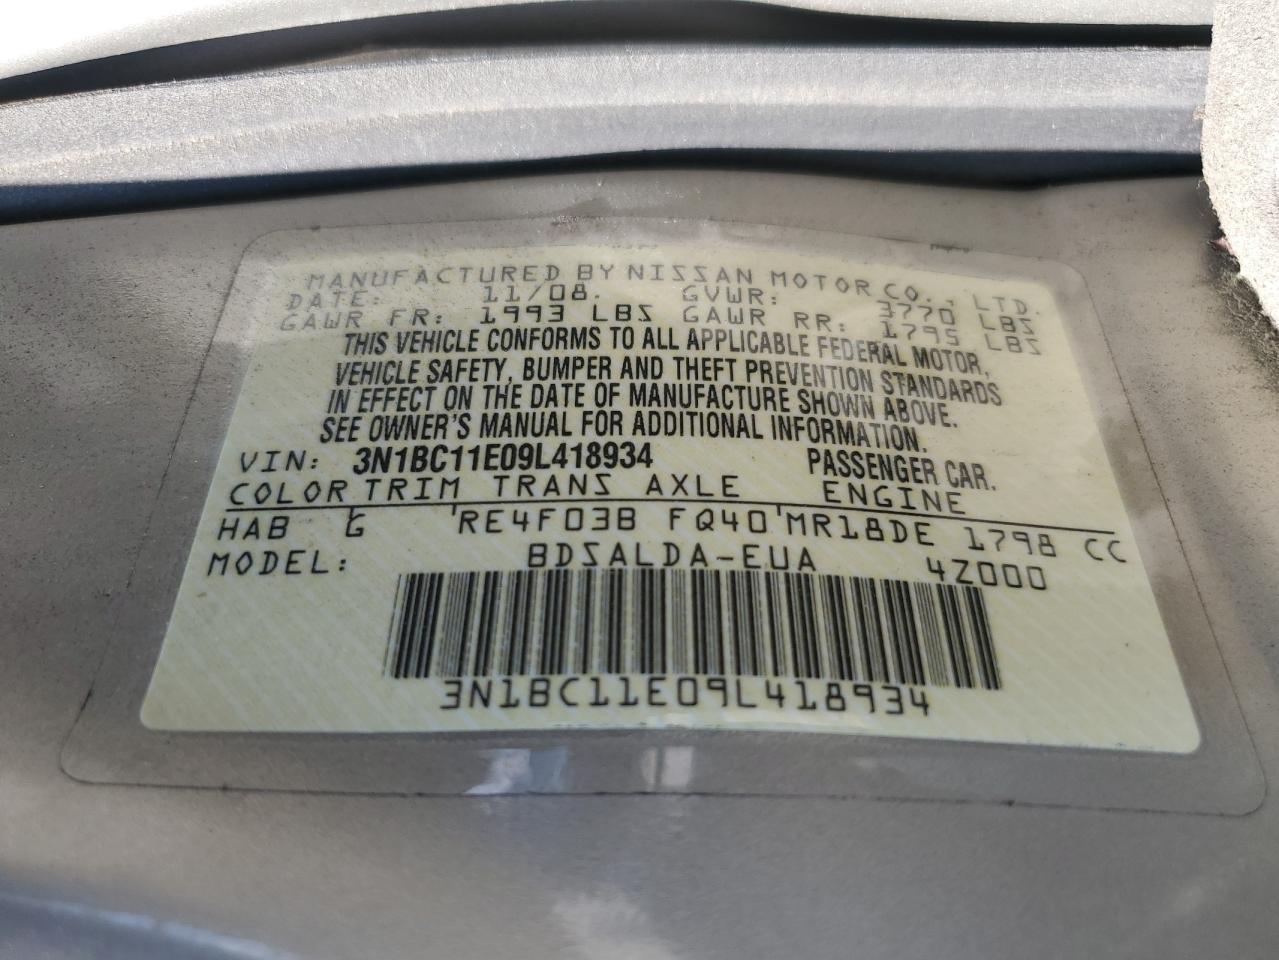 MANUFACTURED BY NISSAN MOTOR CO., LTD.
DATE: 11/08. GVWR: 3770 LBS
GAWR FR: 1993 LBS GAWR RR: 1795 LBS
THIS VEHICLE CONFORMS TO ALL APPLICABLE FEDERAL MOTOR,
VEHICLE SAFETY, BUMPER AND THEFT PREVENTION STANDARDS
IN EFFECT ON THE DATE OF MANUFACTURE SHOWN ABOVE.
SEE OWNER'S MANUAL FOR ADDITIONAL INFORMATION.
VIN: 3N1BC11E09L418934 PASSENGER CAR.
COLOR TRIM TRANS AXLE ENGINE
HAB G RE4F03B FQ40 MR18DE 1798 CC
MODEL: BDSALDA-EUA 4Z000
3N1BC11E09L418934